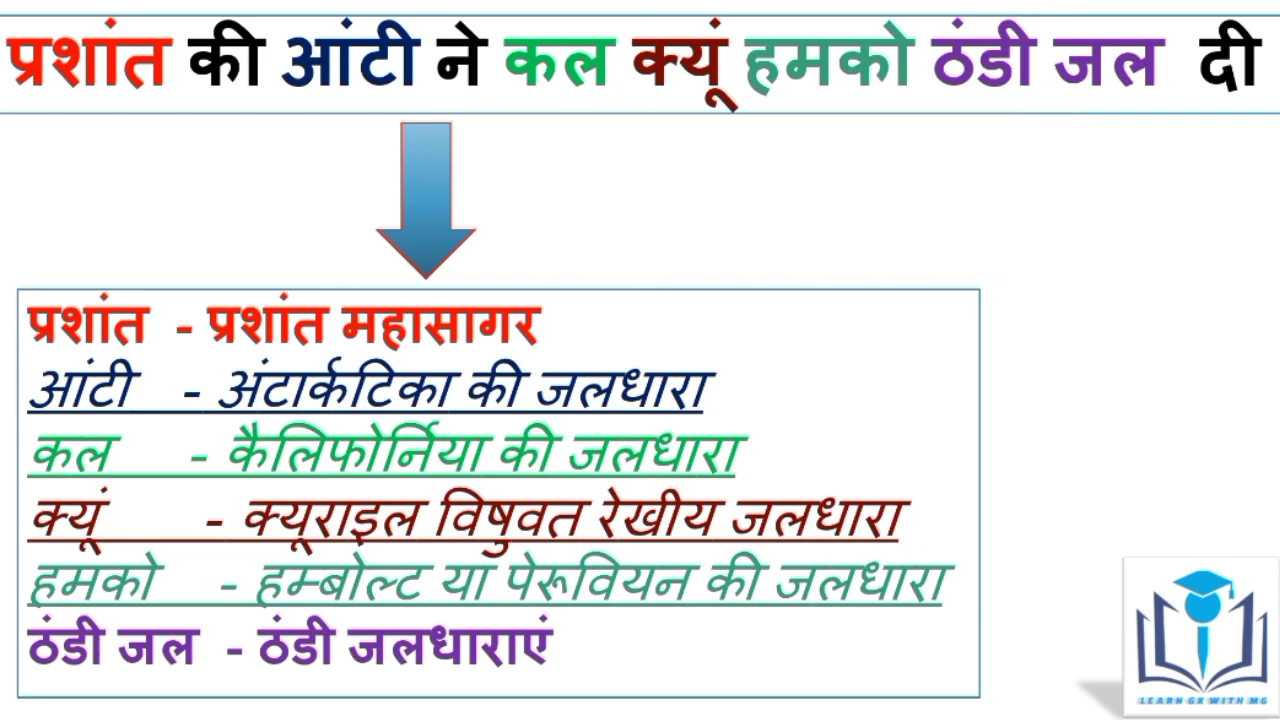 प्रशांत की आंटी ने कल क्यूं हमको ठंडी जल दी
प्रशांत - प्रशांत महासागर
आंटी - अंटार्कटिका की जलधारा
कल - कैलिफोर्निया की जलधारा
क्यूं - क्यूराइल विषुवत रेखीय जलधारा
हमको - हम्बोल्ट या पेरूवियन की जलधारा
ठंडी जल - ठंडी जलधाराएं
LEARN GK WITH MG